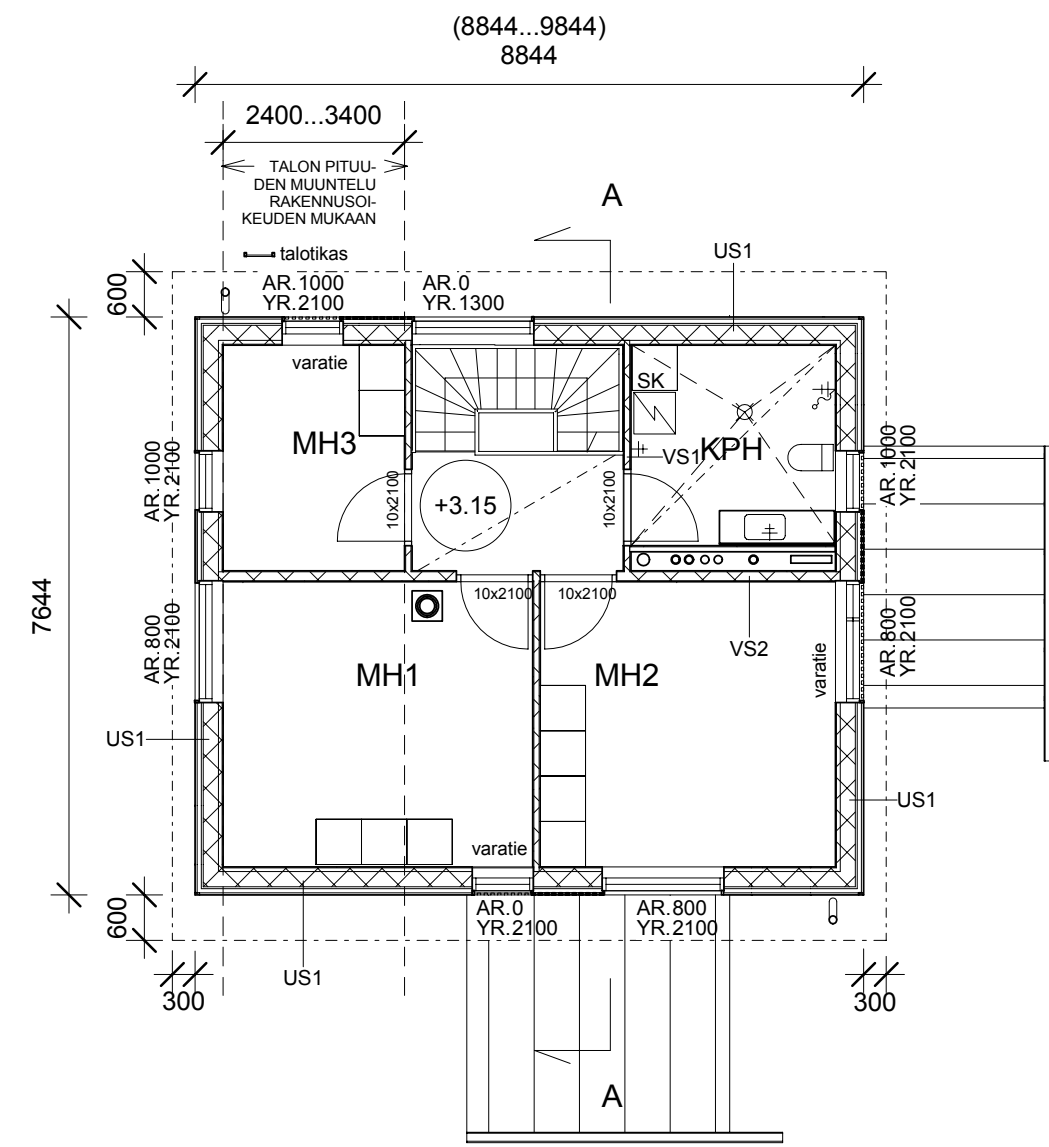 (8844...9844)
8844
2400...3400
TALON PITUU-
DEN MUUNTELU
RAKENNUSOI-
KEUDEN MUKAAN
talotikas
A
US1
600
AR.1000
YR.2100
AR.0
YR.1300
varatie
SK
MH3
VS1
KPH
AR.1000
YR.2100
10x2100
+3.15
10x2100
AR.1000
YR.2100
7644
10x2100
10x2100
AR.800
YR.2100
MH1
MH2
VS2
varatie
AR.800
YR.2100
US1
US1
varatie
600
AR.0
YR.2100
AR.800
YR.2100
US1
300
300
A